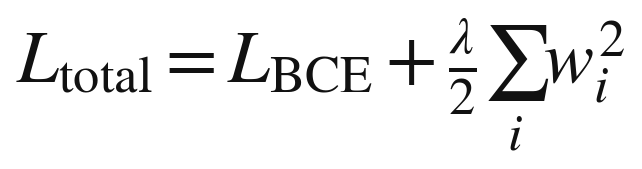 L_total = L_BCE + λ/2 ∑_i w_i^2